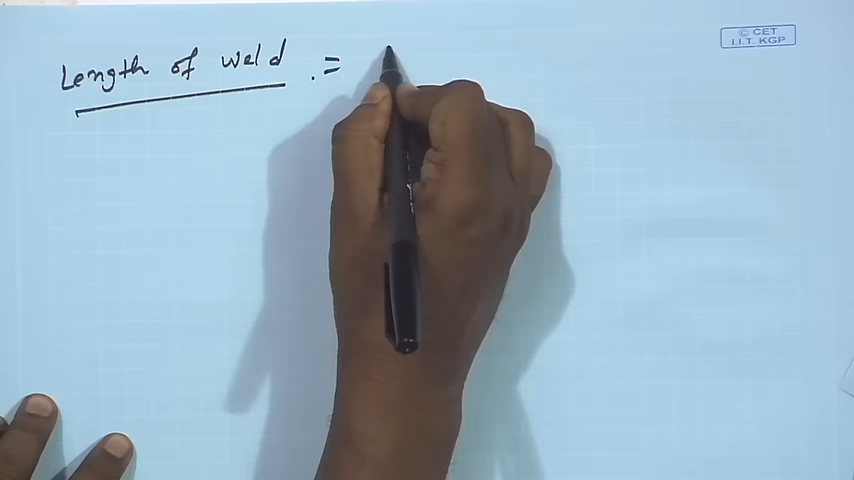 Length of weld .=
© CET
I.I.T. KGP